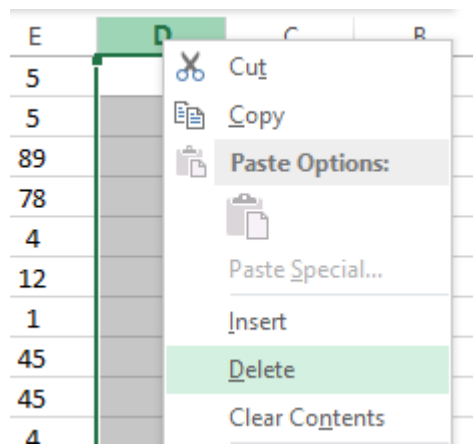 E D C B
5
5
89
78
4
12
1
45
45
4
Cut
Copy
Paste Options:
Paste Special...
Insert
Delete
Clear Contents